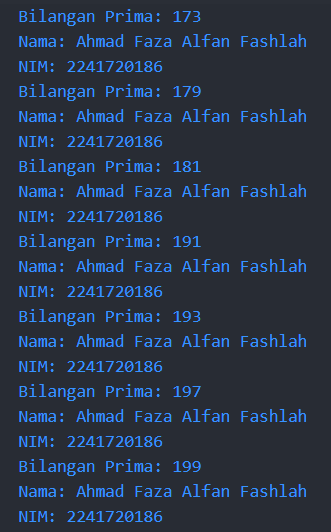 Bilangan Prima: 173
Nama: Ahmad Faza Alfan Fashlah
NIM: 2241720186
Bilangan Prima: 179
Nama: Ahmad Faza Alfan Fashlah
NIM: 2241720186
Bilangan Prima: 181
Nama: Ahmad Faza Alfan Fashlah
NIM: 2241720186
Bilangan Prima: 191
Nama: Ahmad Faza Alfan Fashlah
NIM: 2241720186
Bilangan Prima: 193
Nama: Ahmad Faza Alfan Fashlah
NIM: 2241720186
Bilangan Prima: 197
Nama: Ahmad Faza Alfan Fashlah
NIM: 2241720186
Bilangan Prima: 199
Nama: Ahmad Faza Alfan Fashlah
NIM: 2241720186